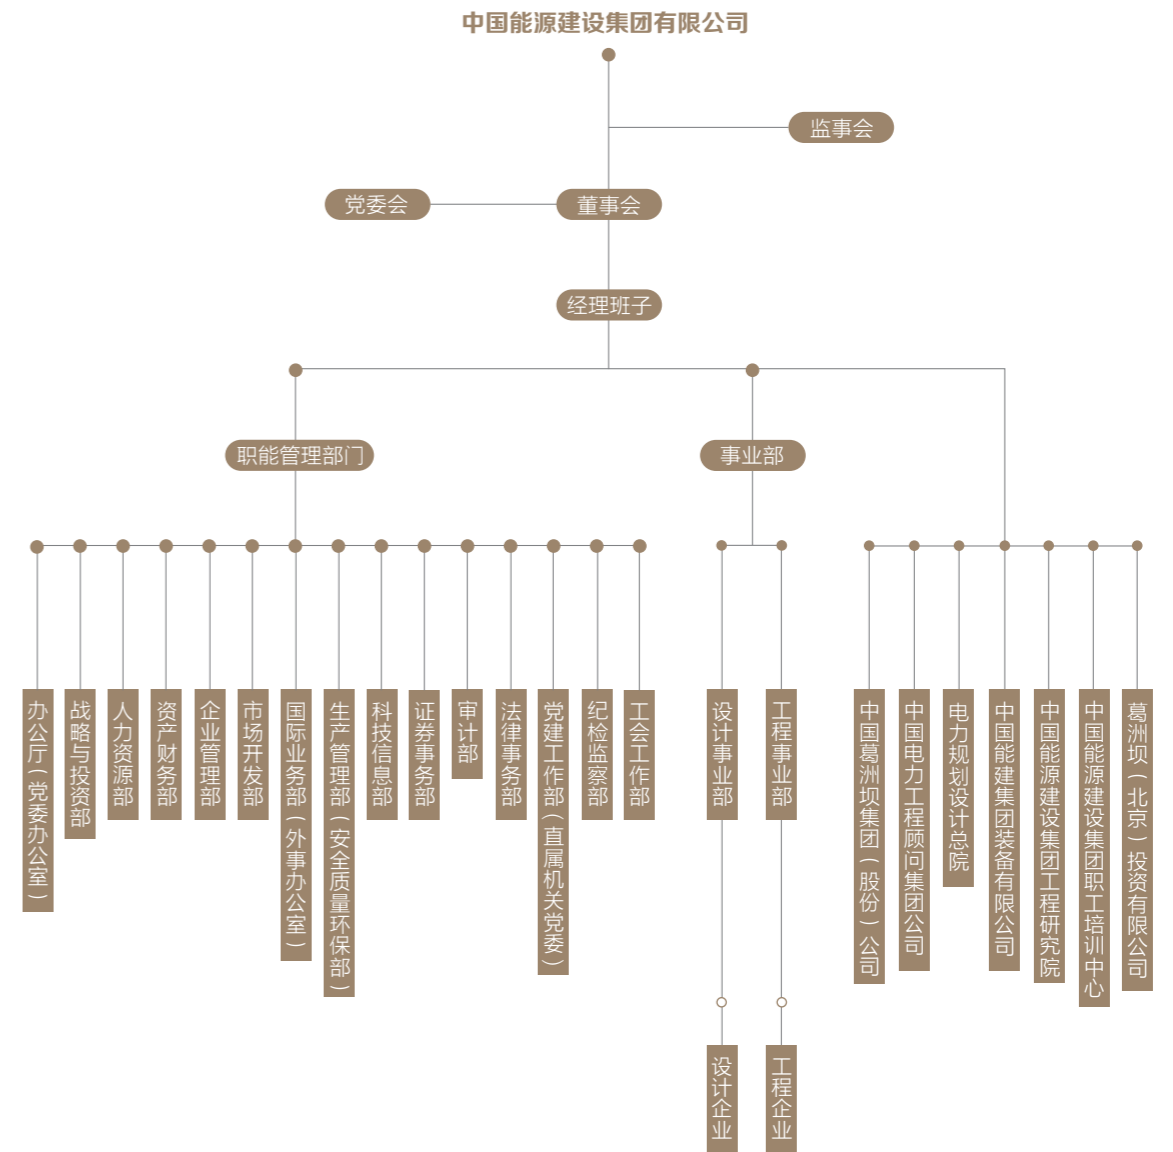 中国能源建设集团有限公司
监事会
党委会
董事会
经理班子
职能管理部门
事业部
办公厅（党委办公室）
战略与投资部
人力资源部
资产财务部
企业管理部
市场开发部
国际业务部（外事办公室）
生产管理部（安全质量环保部）
科技信息部
证券事务部
审计部
法律事务部
党建工作部（直属机关党委）
纪检监察部
工会工作部
设计事业部
工程事业部
中国葛洲坝集团（股份）公司
中国电力工程顾问集团公司
电力规划设计总院
中国能建集团装备有限公司
中国能源建设集团工程研究院
中国能源建设集团职工培训中心
葛洲坝（北京）投资有限公司
设计企业
工程企业